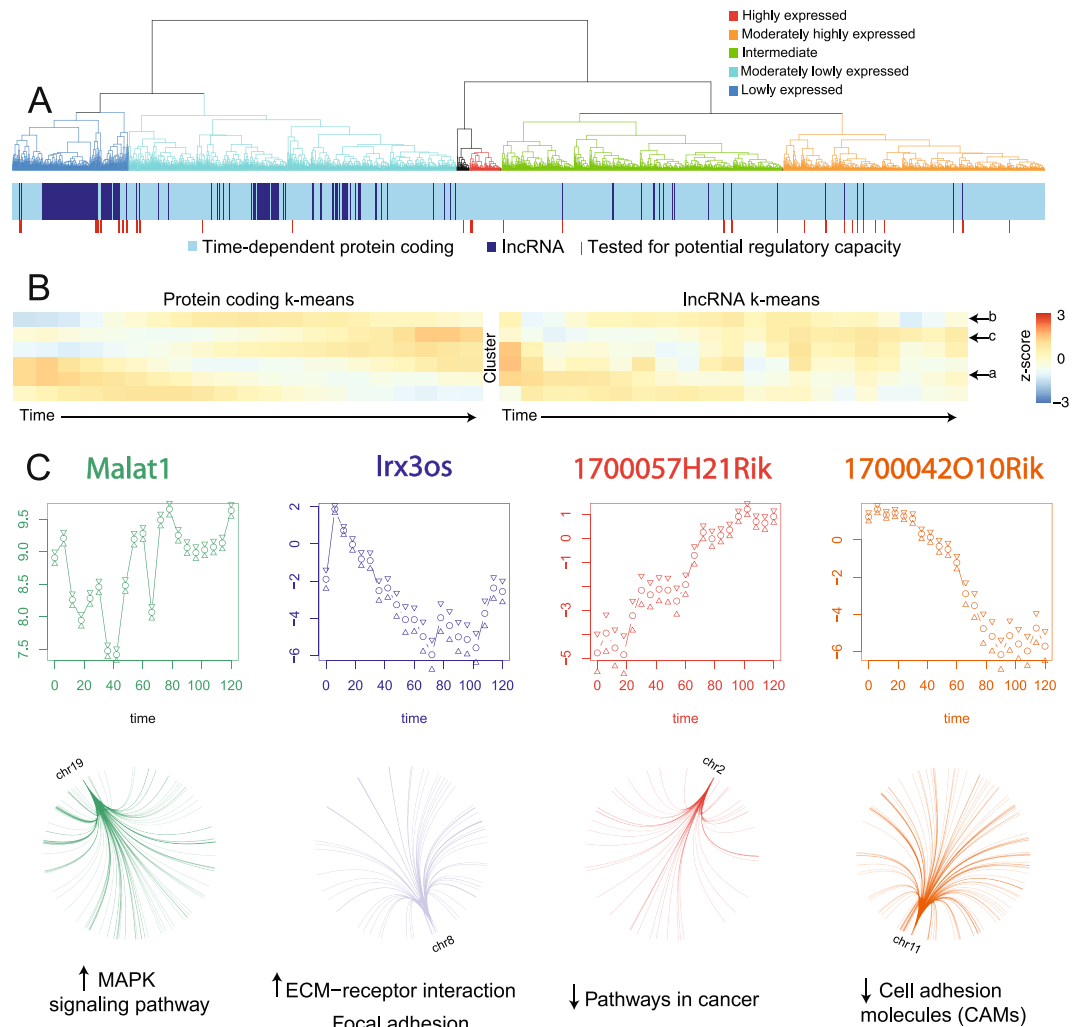 Highly expressed
Moderately highly expressed
Intermediate
Moderately lowly expressed
Lowly expressed
A
Time-dependent protein coding
lncRNA
Tested for potential regulatory capacity
B
Protein coding k-means
lncRNA k-means
Cluster
b
c
a
3
0
−3
z-score
Time
Time
C
Malat1
Irx3os
1700057H21Rik
1700042O10Rik
9.5
9.0
8.5
8.0
7.5
0 20 40 60 80 100 120
time
2
0
−2
−4
−6
0 20 40 60 80 100 120
time
1
−1
−3
−5
0 20 40 60 80 100 120
time
0
−2
−4
−6
0 20 40 60 80 100 120
time
chr19
chr8
chr2
chr11
↑ MAPK
signaling pathway
↑ ECM−receptor interaction
Focal adhesion
↓ Pathways in cancer
↓ Cell adhesion
molecules (CAMs)